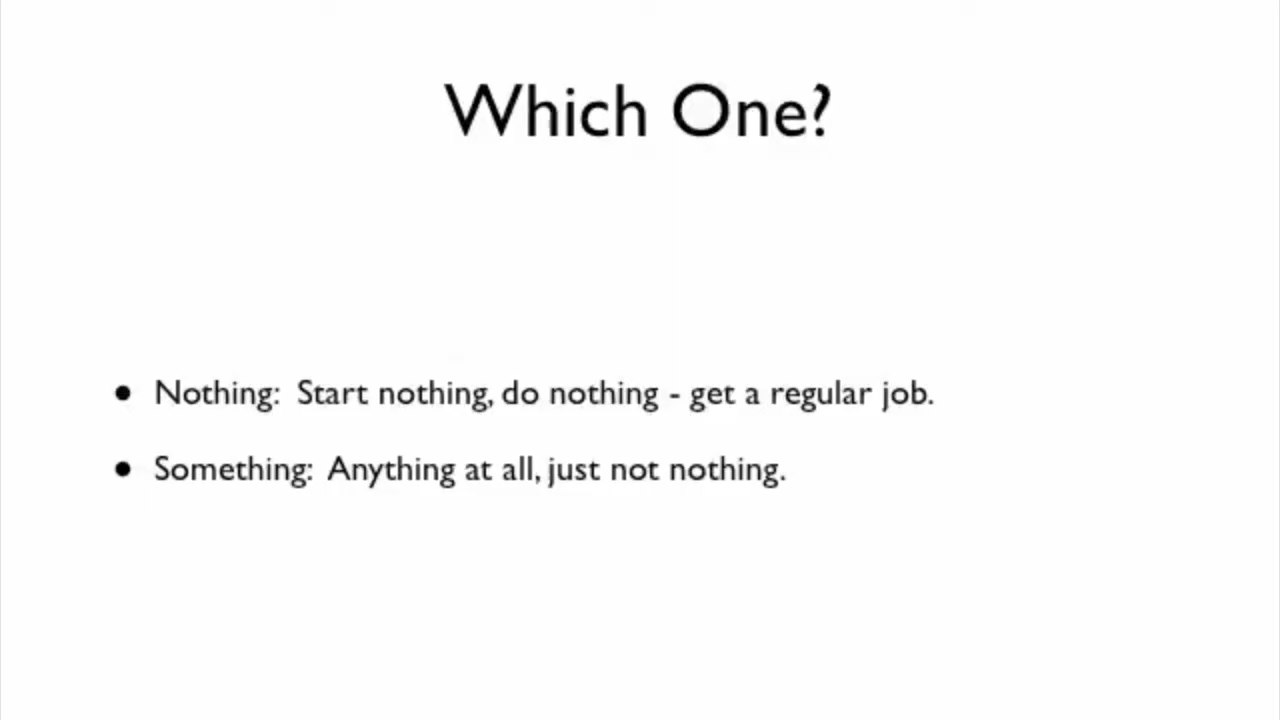 Which One?
• Nothing: Start nothing, do nothing - get a regular job.
• Something: Anything at all, just not nothing.